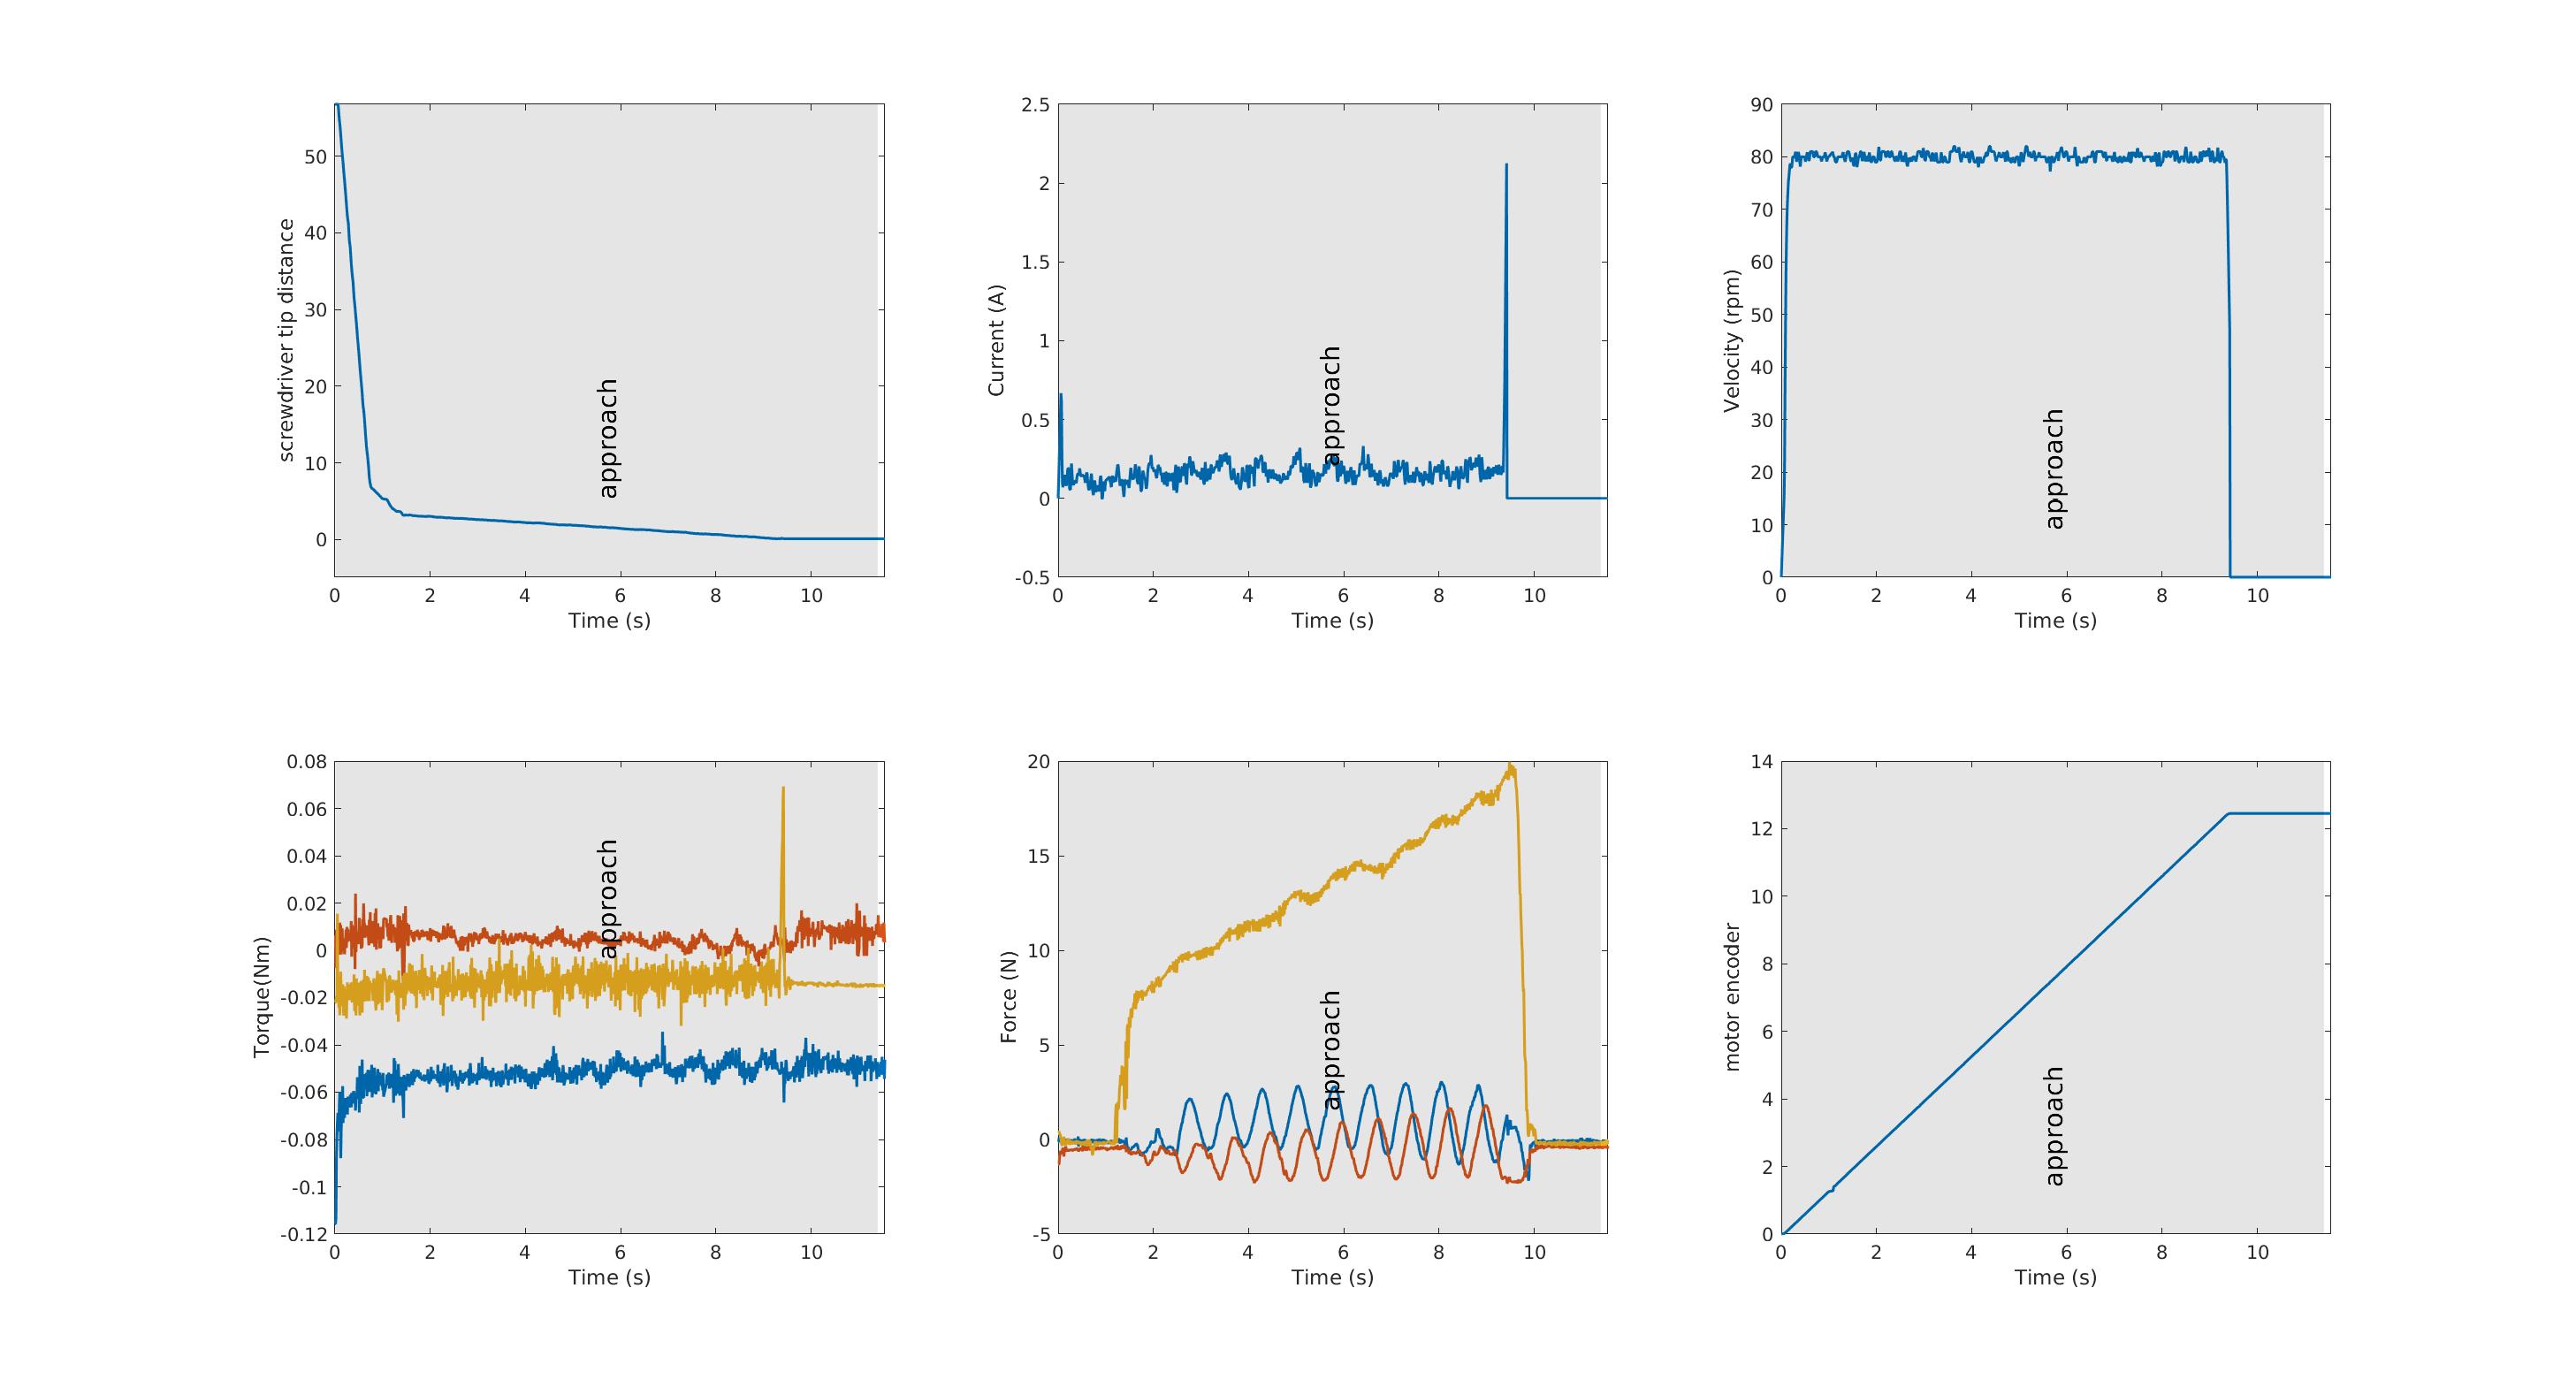 screwdriver tip distance
50
40
30
20
10
0
approach
0 2 4 6 8 10
Time (s)
Current (A)
2.5
2
1.5
1
0.5
0
-0.5
approach
0 2 4 6 8 10
Time (s)
Velocity (rpm)
90
80
70
60
50
40
30
20
10
0
approach
0 2 4 6 8 10
Time (s)
Torque(Nm)
0.08
0.06
0.04
0.02
0
-0.02
-0.04
-0.06
-0.08
-0.1
-0.12
approach
0 2 4 6 8 10
Time (s)
Force (N)
20
15
10
5
0
-5
approach
0 2 4 6 8 10
Time (s)
motor encoder
14
12
10
8
6
4
2
0
approach
0 2 4 6 8 10
Time (s)